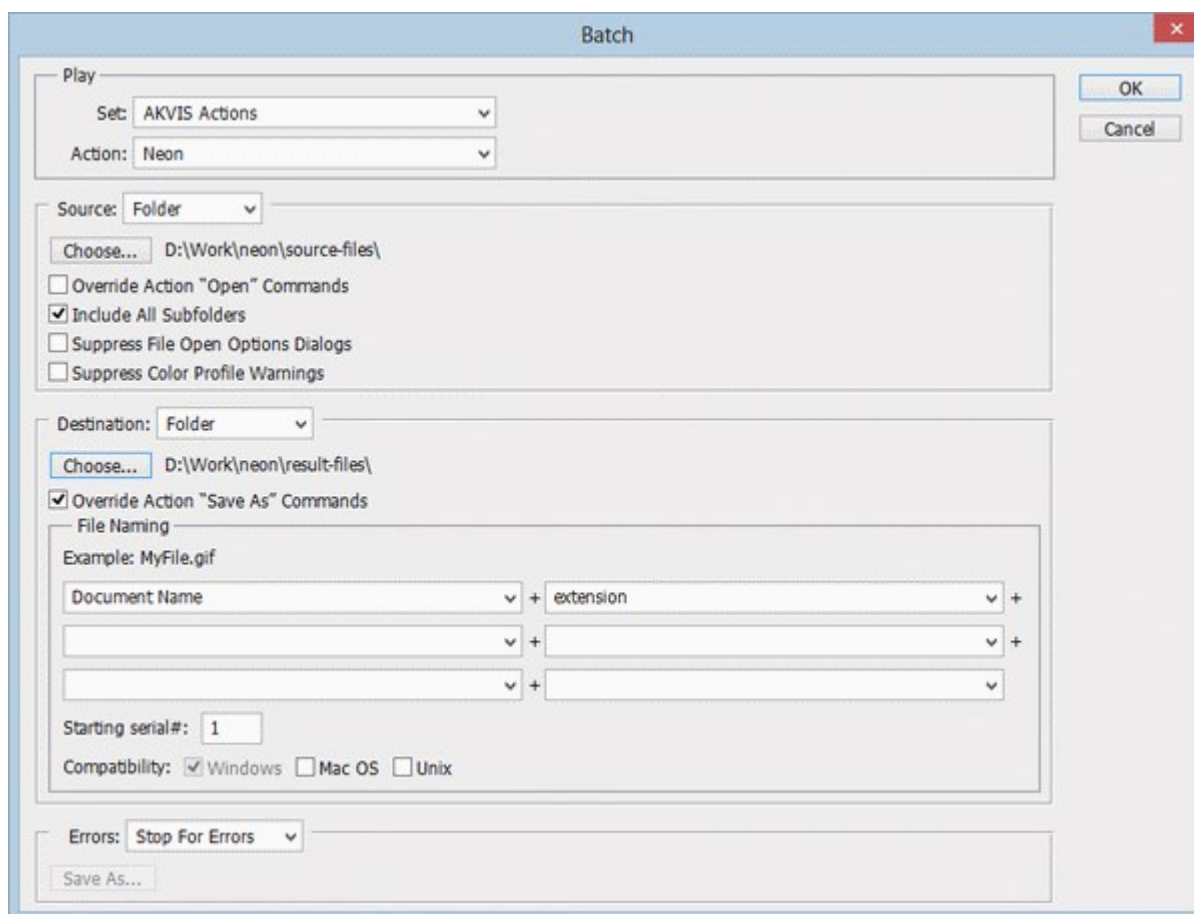 Batch
Play
Set: AKVIS Actions
Action: Neon
OK
Cancel
Source: Folder
Choose... D:\Work\neon\source-files\
Override Action "Open" Commands
Include All Subfolders
Suppress File Open Options Dialogs
Suppress Color Profile Warnings
Destination: Folder
Choose... D:\Work\neon\result-files\
Override Action "Save As" Commands
File Naming
Example: MyFile.gif
Document Name + extension +
+ +
+
Starting serial#: 1
Compatibility: Windows Mac OS Unix
Errors: Stop For Errors
Save As...